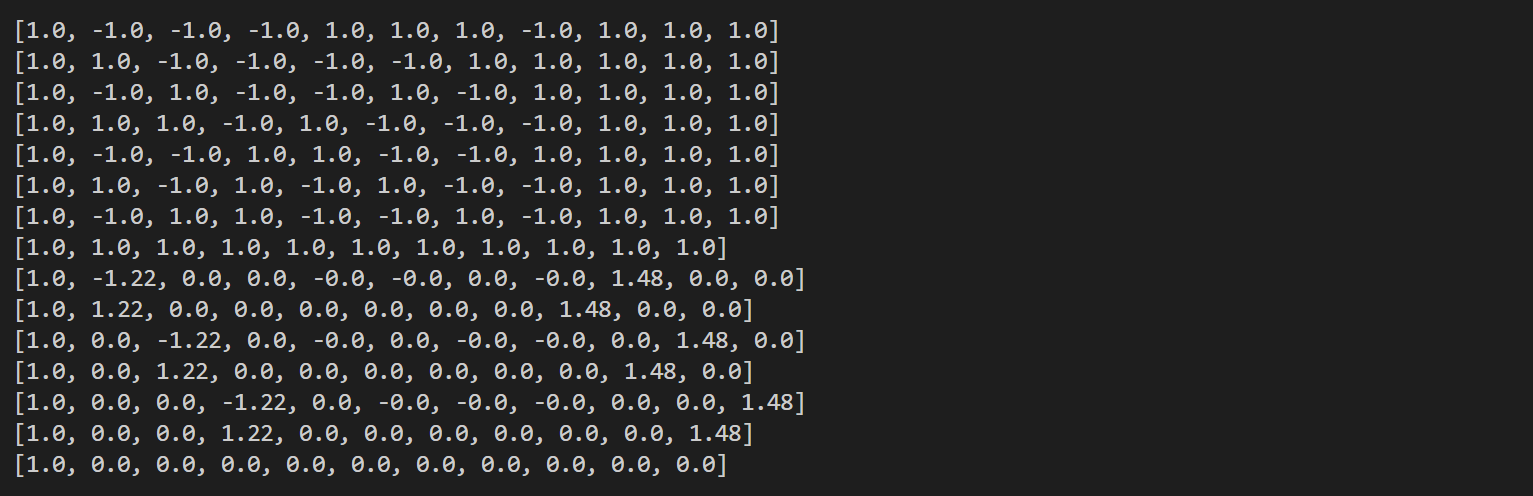 [1.0, -1.0, -1.0, -1.0, 1.0, 1.0, 1.0, -1.0, 1.0, 1.0, 1.0]
[1.0, 1.0, -1.0, -1.0, -1.0, -1.0, 1.0, 1.0, 1.0, 1.0, 1.0]
[1.0, -1.0, 1.0, -1.0, -1.0, 1.0, -1.0, 1.0, 1.0, 1.0, 1.0]
[1.0, 1.0, 1.0, -1.0, 1.0, -1.0, -1.0, -1.0, 1.0, 1.0, 1.0]
[1.0, -1.0, -1.0, 1.0, 1.0, -1.0, -1.0, 1.0, 1.0, 1.0, 1.0]
[1.0, 1.0, -1.0, 1.0, -1.0, 1.0, -1.0, -1.0, 1.0, 1.0, 1.0]
[1.0, -1.0, 1.0, 1.0, -1.0, -1.0, 1.0, -1.0, 1.0, 1.0, 1.0]
[1.0, 1.0, 1.0, 1.0, 1.0, 1.0, 1.0, 1.0, 1.0, 1.0, 1.0]
[1.0, -1.22, 0.0, 0.0, -0.0, -0.0, 0.0, -0.0, 1.48, 0.0, 0.0]
[1.0, 1.22, 0.0, 0.0, 0.0, 0.0, 0.0, 0.0, 1.48, 0.0, 0.0]
[1.0, 0.0, -1.22, 0.0, -0.0, 0.0, -0.0, -0.0, 0.0, 1.48, 0.0]
[1.0, 0.0, 1.22, 0.0, 0.0, 0.0, 0.0, 0.0, 0.0, 1.48, 0.0]
[1.0, 0.0, 0.0, -1.22, 0.0, -0.0, -0.0, -0.0, 0.0, 0.0, 1.48]
[1.0, 0.0, 0.0, 1.22, 0.0, 0.0, 0.0, 0.0, 0.0, 0.0, 1.48]
[1.0, 0.0, 0.0, 0.0, 0.0, 0.0, 0.0, 0.0, 0.0, 0.0, 0.0]